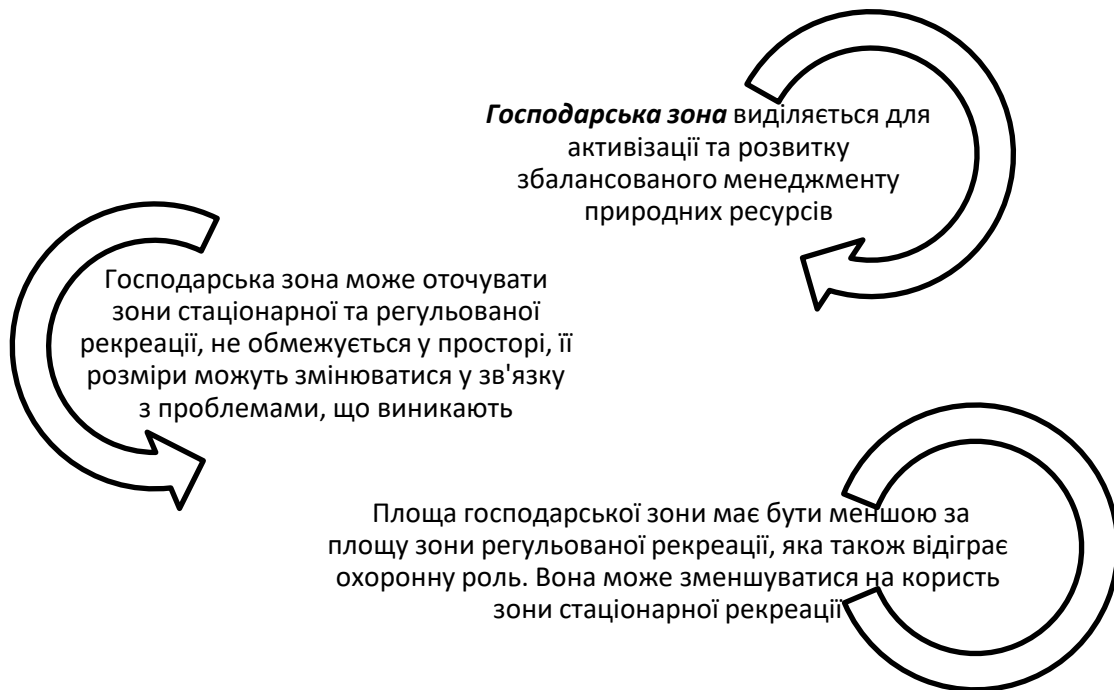 Господарська зона виділяється для
активізації та розвитку
збалансованого менеджменту
природних ресурсів
Господарська зона може оточувати
зони стаціонарної та регульованої
рекреації, не обмежується у просторі, її
розміри можуть змінюватися у зв'язку
з проблемами, що виникають
Площа господарської зони має бути меншою за
площу зони регульованої рекреації, яка також відіграє
охоронну роль. Вона може зменшуватися на користь
зони стаціонарної рекреації